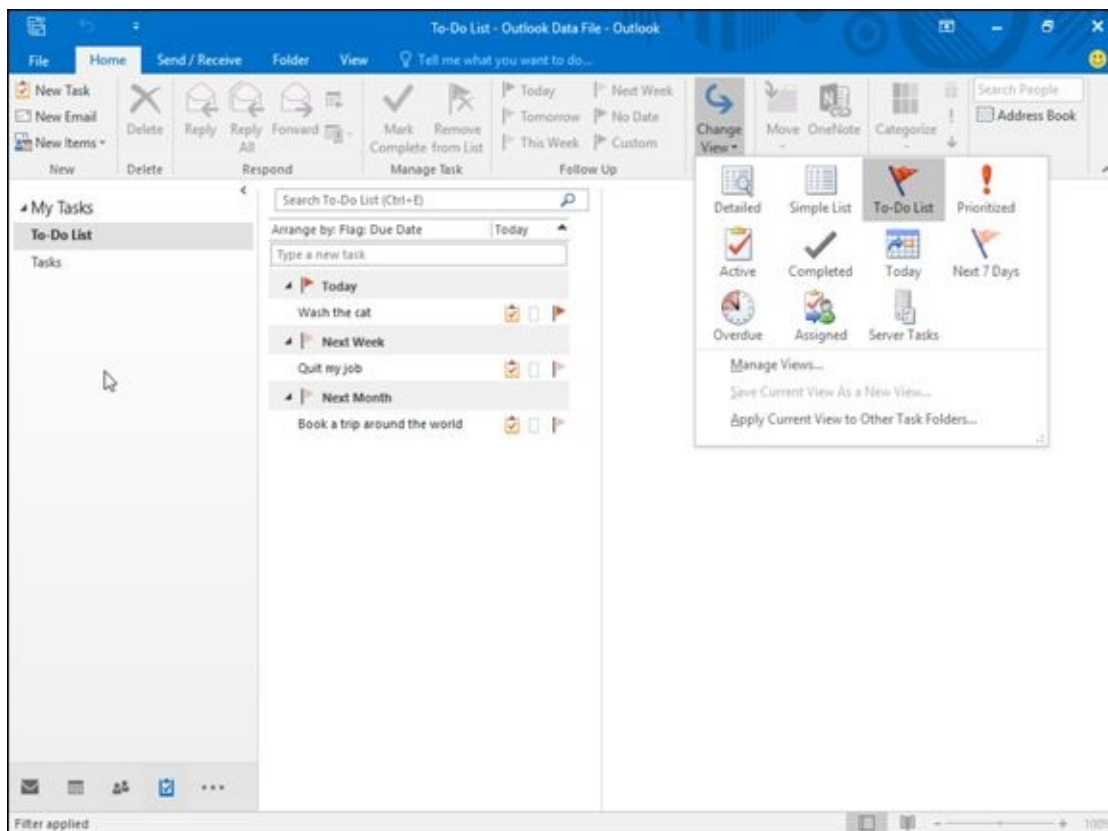 To-Do List - Outlook Data File - Outlook
File Home Send / Receive Folder View Tell me what you want to do...
New Task
New Email
New Items
New
Delete
Delete
Reply
Reply All
Forward
Respond
Mark Complete
Remove from List
Manage Task
Today
Tomorrow
This Week
Next Week
No Date
Custom
Follow Up
Change View
Move
OneNote
Categorize
Search People
Address Book
My Tasks
To-Do List
Tasks
Search To-Do List (Ctrl+E)
Arrange by: Flag: Due Date Today
Type a new task
Today
Wash the cat
Next Week
Quit my job
Next Month
Book a trip around the world
Detailed Simple List To-Do List Prioritized
Active Completed Today Next 7 Days
Overdue Assigned Server Tasks
Manage Views...
Save Current View As a New View...
Apply Current View to Other Task Folders...
Filter applied
100%